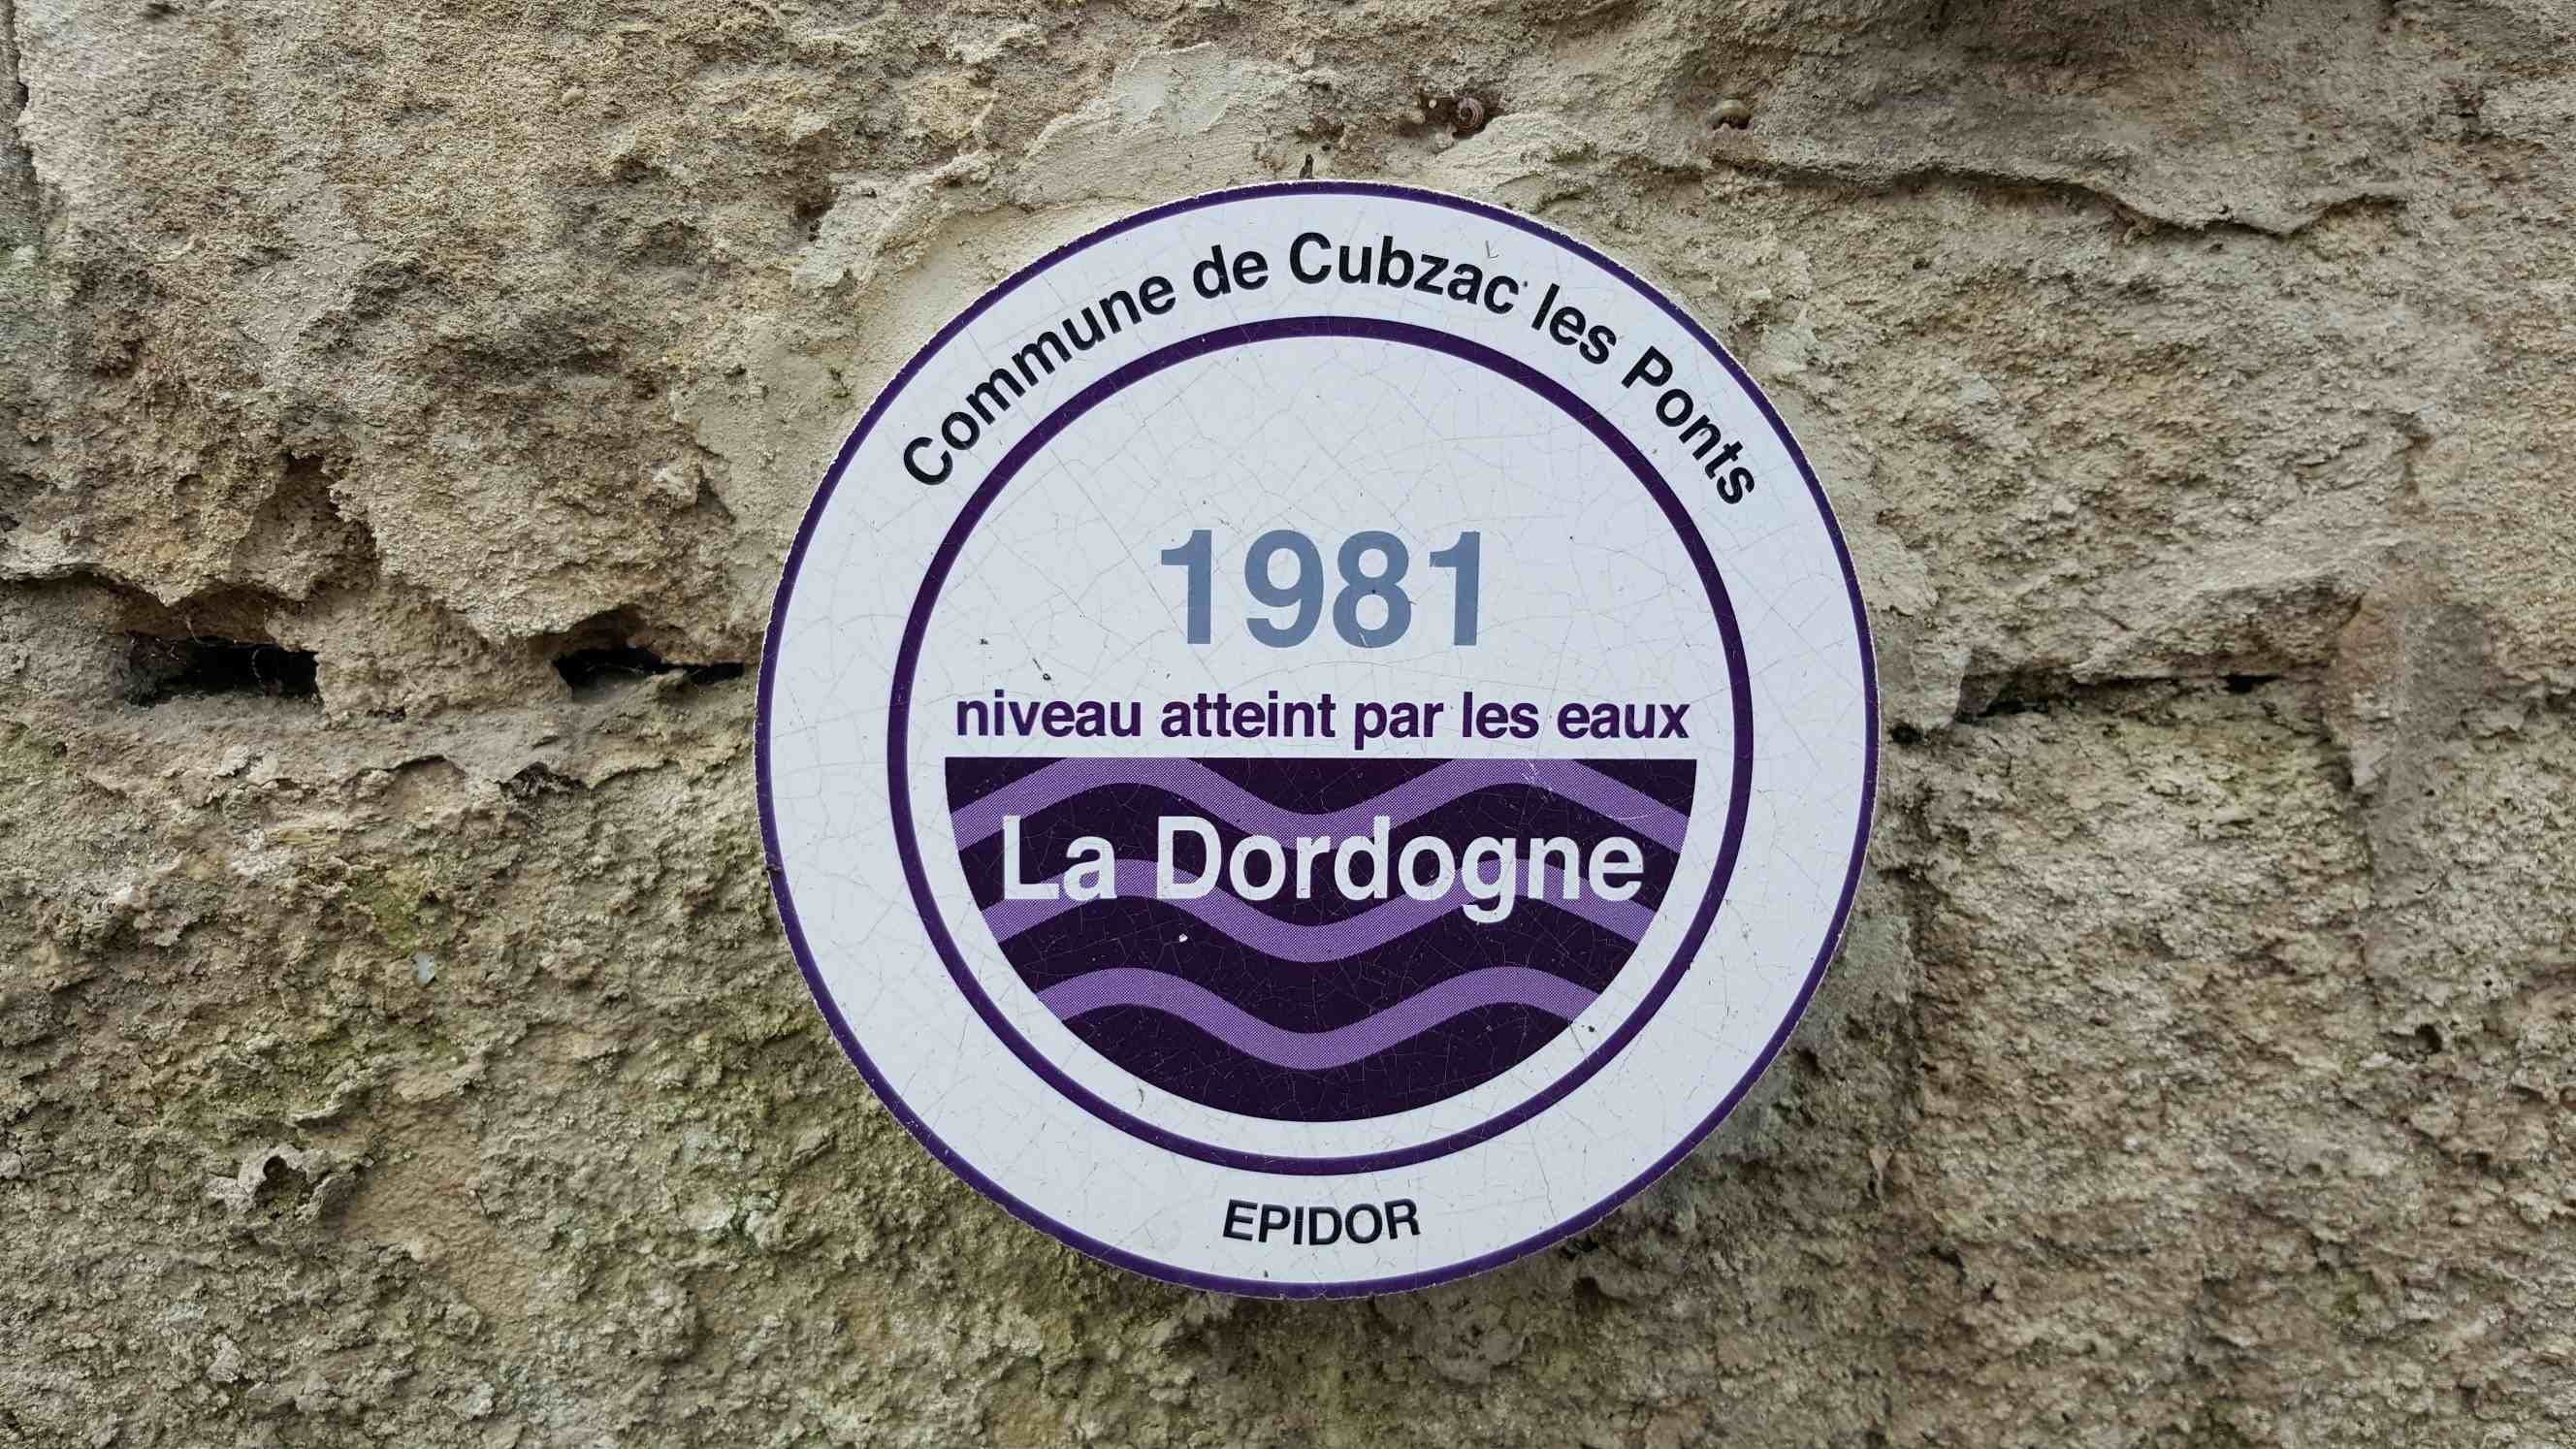 Commune de Cubzac les Ponts
1981
niveau atteint par les eaux
La Dordogne
EPIDOR